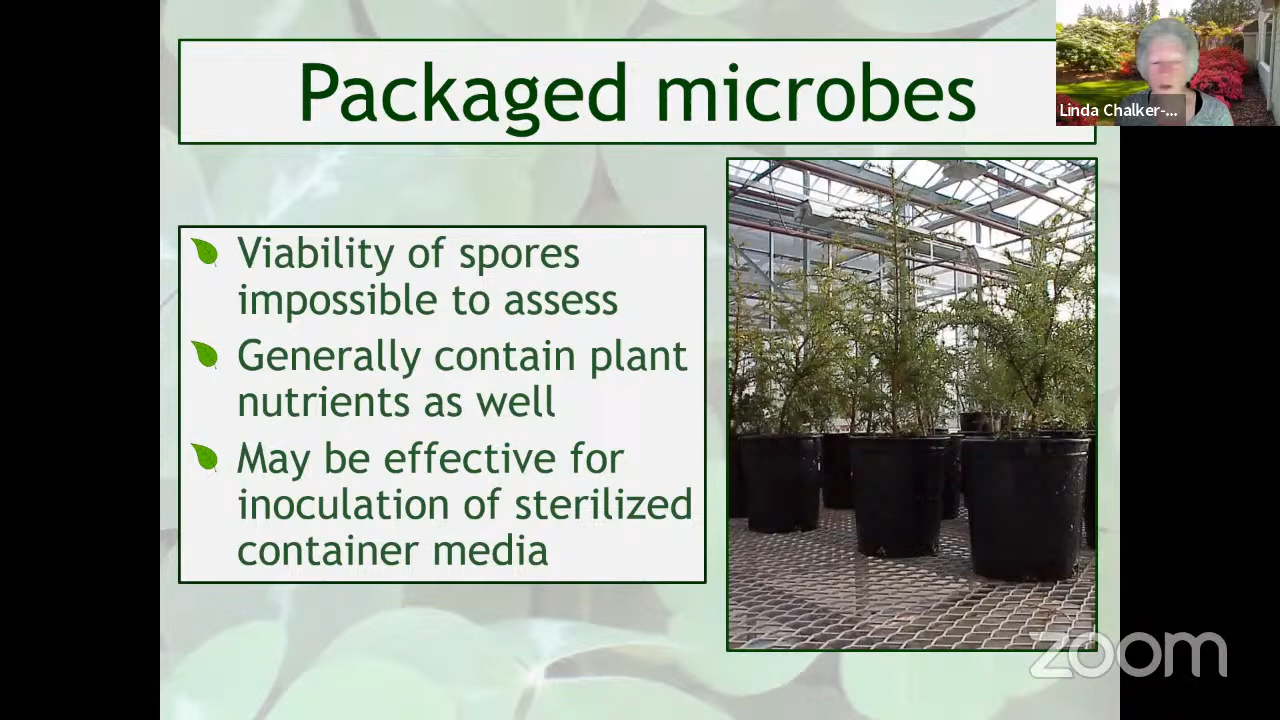 Packaged microbes
Linda Chalker-...
Viability of spores
impossible to assess
Generally contain plant
nutrients as well
May be effective for
inoculation of sterilized
container media
zoom